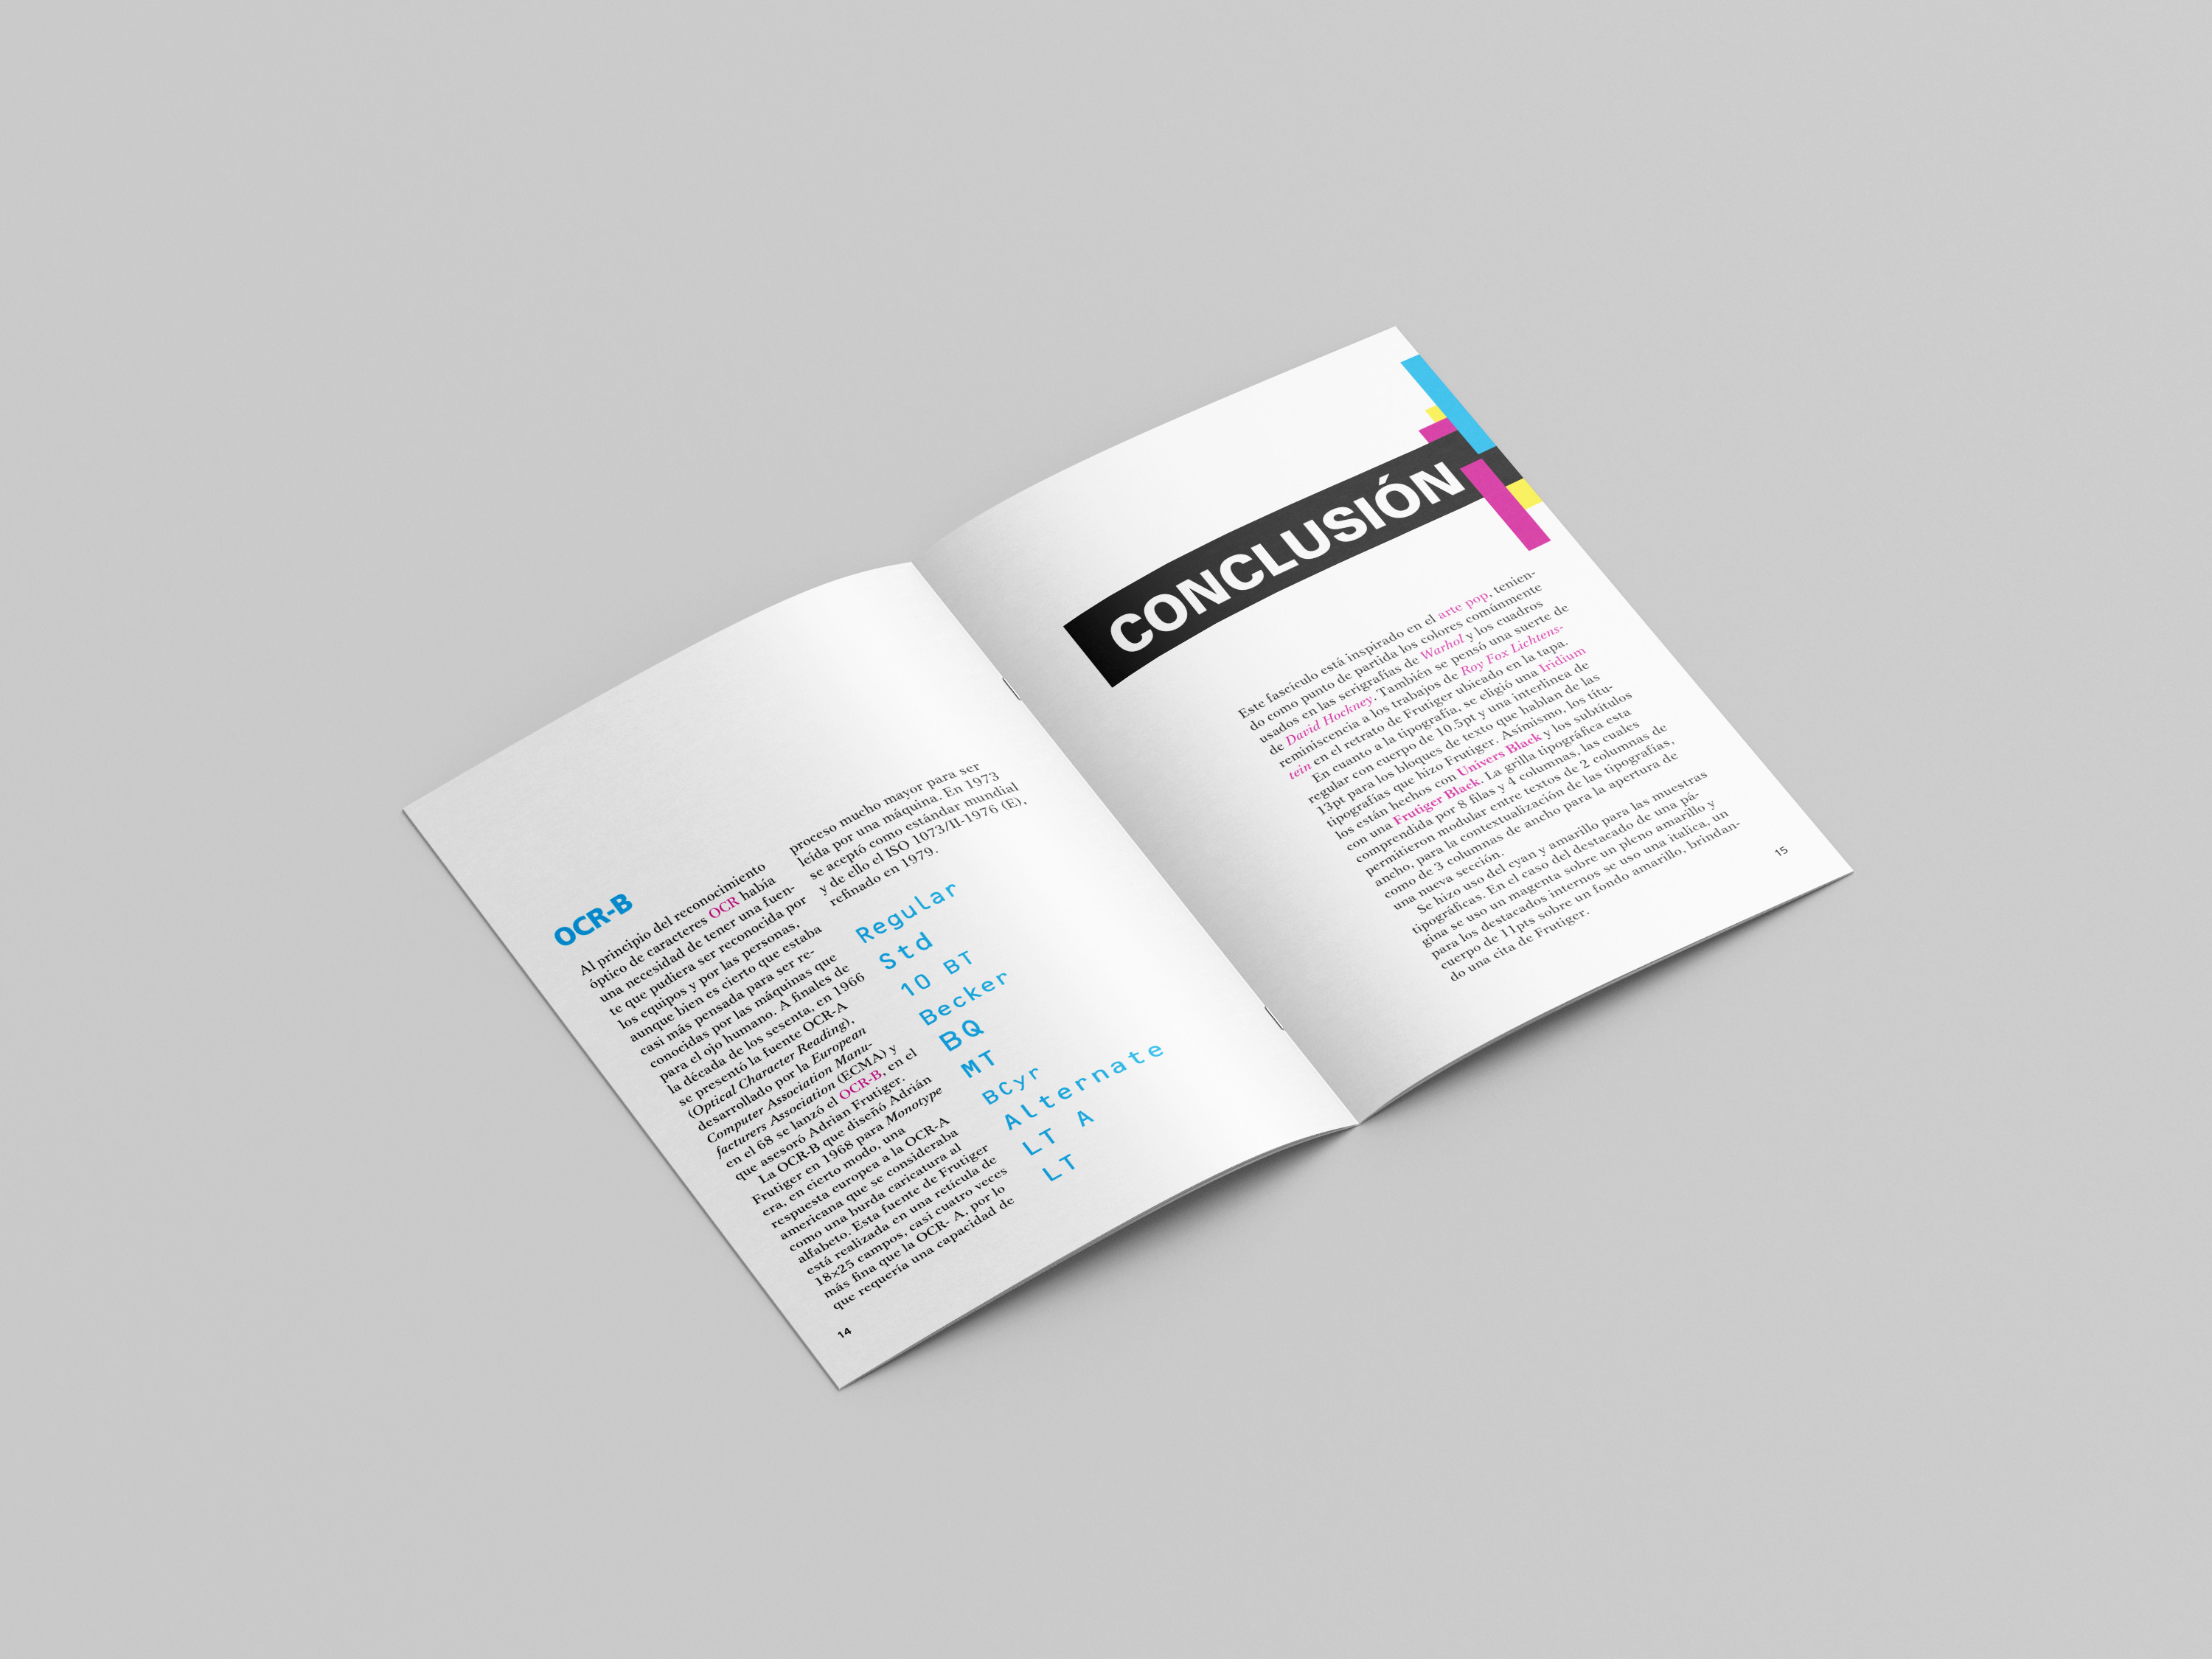 OCR-B
Al principio del reconocimiento
óptico de caracteres OCR había
una necesidad de tener una fuen-
te que pudiera ser reconocida por
los equipos y por las personas,
aunque bien es cierto que estaba
casi más pensada para ser re-
conocidas por las máquinas que
para el ojo humano. A finales de
la década de los sesenta, en 1966
se presentó la fuente OCR-A
(Optical Character Reading),
desarrollado por la European
Computer Association Manu-
facturers Association (ECMA) y
en el 68 se lanzó el OCR-B, en el
que asesoró Adrian Frutiger.
La OCR-B que diseñó Adrián
Frutiger en 1968 para Monotype
era, en cierto modo, una
respuesta europea a la OCR-A
americana que se consideraba
como una burda caricatura al
alfabeto. Esta fuente de Frutiger
está realizada en una retícula de
18×25 campos, casi cuatro veces
más fina que la OCR- A, por lo
que requería una capacidad de
proceso mucho mayor para ser
leída por una máquina. En 1973
se aceptó como estándar mundial
y de ello el ISO 1073/II-1976 (E),
refinado en 1979.
Regular
Std
10 BT
Becker
BQ
MT
BCyr
Alternate
LT A
LT
14
CONCLUSIÓN
Este fascículo está inspirado en el arte pop, tenien-
do como punto de partida los colores comúnmente
usados en las serigrafías de Warhol y los cuadros
de David Hockney. También se pensó una suerte de
reminiscencia a los trabajos de Roy Fox Lichtens-
tein en el retrato de Frutiger ubicado en la tapa.
En cuanto a la tipografía, se eligió una Iridium
regular con cuerpo de 10.5pt y una interlinea de
13pt para los bloques de texto que hablan de las
tipografías que hizo Frutiger. Asímismo, los títu-
los están hechos con Univers Black y los subtítulos
con una Frutiger Black. La grilla tipográfica esta
comprendida por 8 filas y 4 columnas, las cuales
permitieron modular entre textos de 2 columnas de
ancho, para la contextualización de las tipografías,
como de 3 columnas de ancho para la apertura de
una nueva sección.
Se hizo uso del cyan y amarillo para las muestras
tipográficas. En el caso del destacado de una pá-
gina se uso un magenta sobre un pleno amarillo y
para los destacados internos se uso una italica, un
cuerpo de 11pts sobre un fondo amarillo, brindan-
do una cita de Frutiger.
15